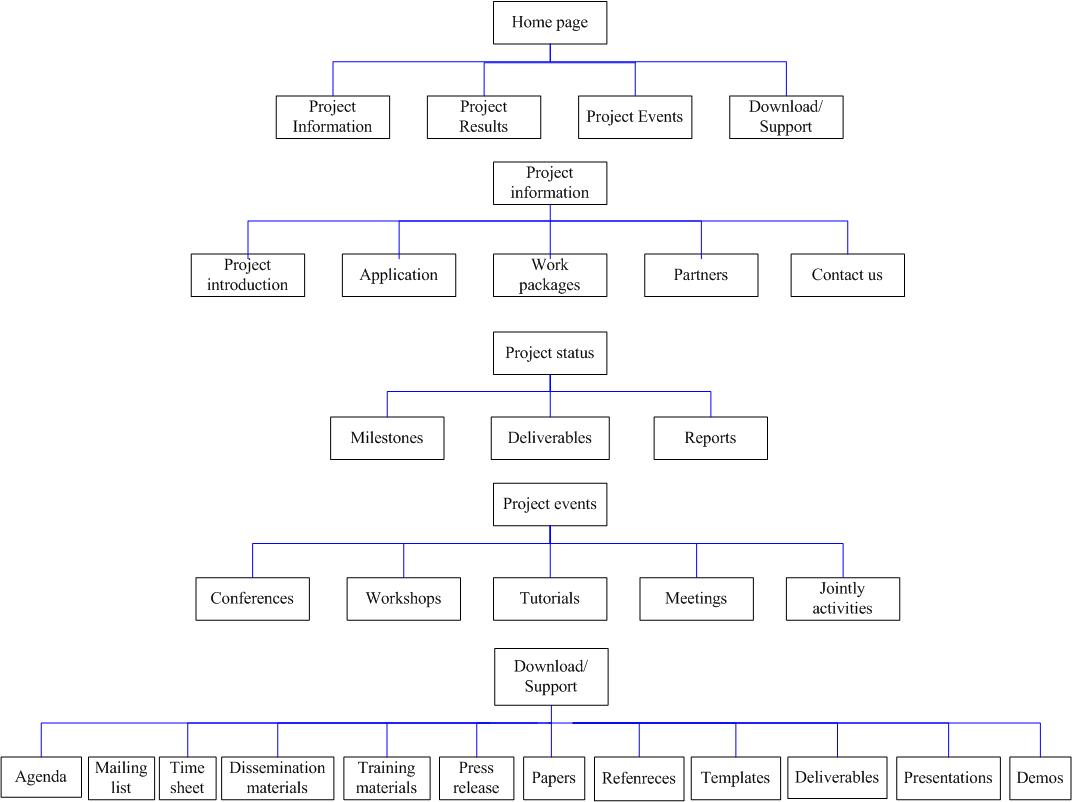 Home page
Project
Information
Project
Results
Project Events
Download/
Support
Project
information
Project
introduction
Application
Work
packages
Partners
Contact us
Project status
Milestones
Deliverables
Reports
Project events
Conferences
Workshops
Tutorials
Meetings
Jointly
activities
Download/
Support
Agenda
Mailing
list
Time
sheet
Dissemination
materials
Training
materials
Press
release
Papers
Refenreces
Templates
Deliverables
Presentations
Demos